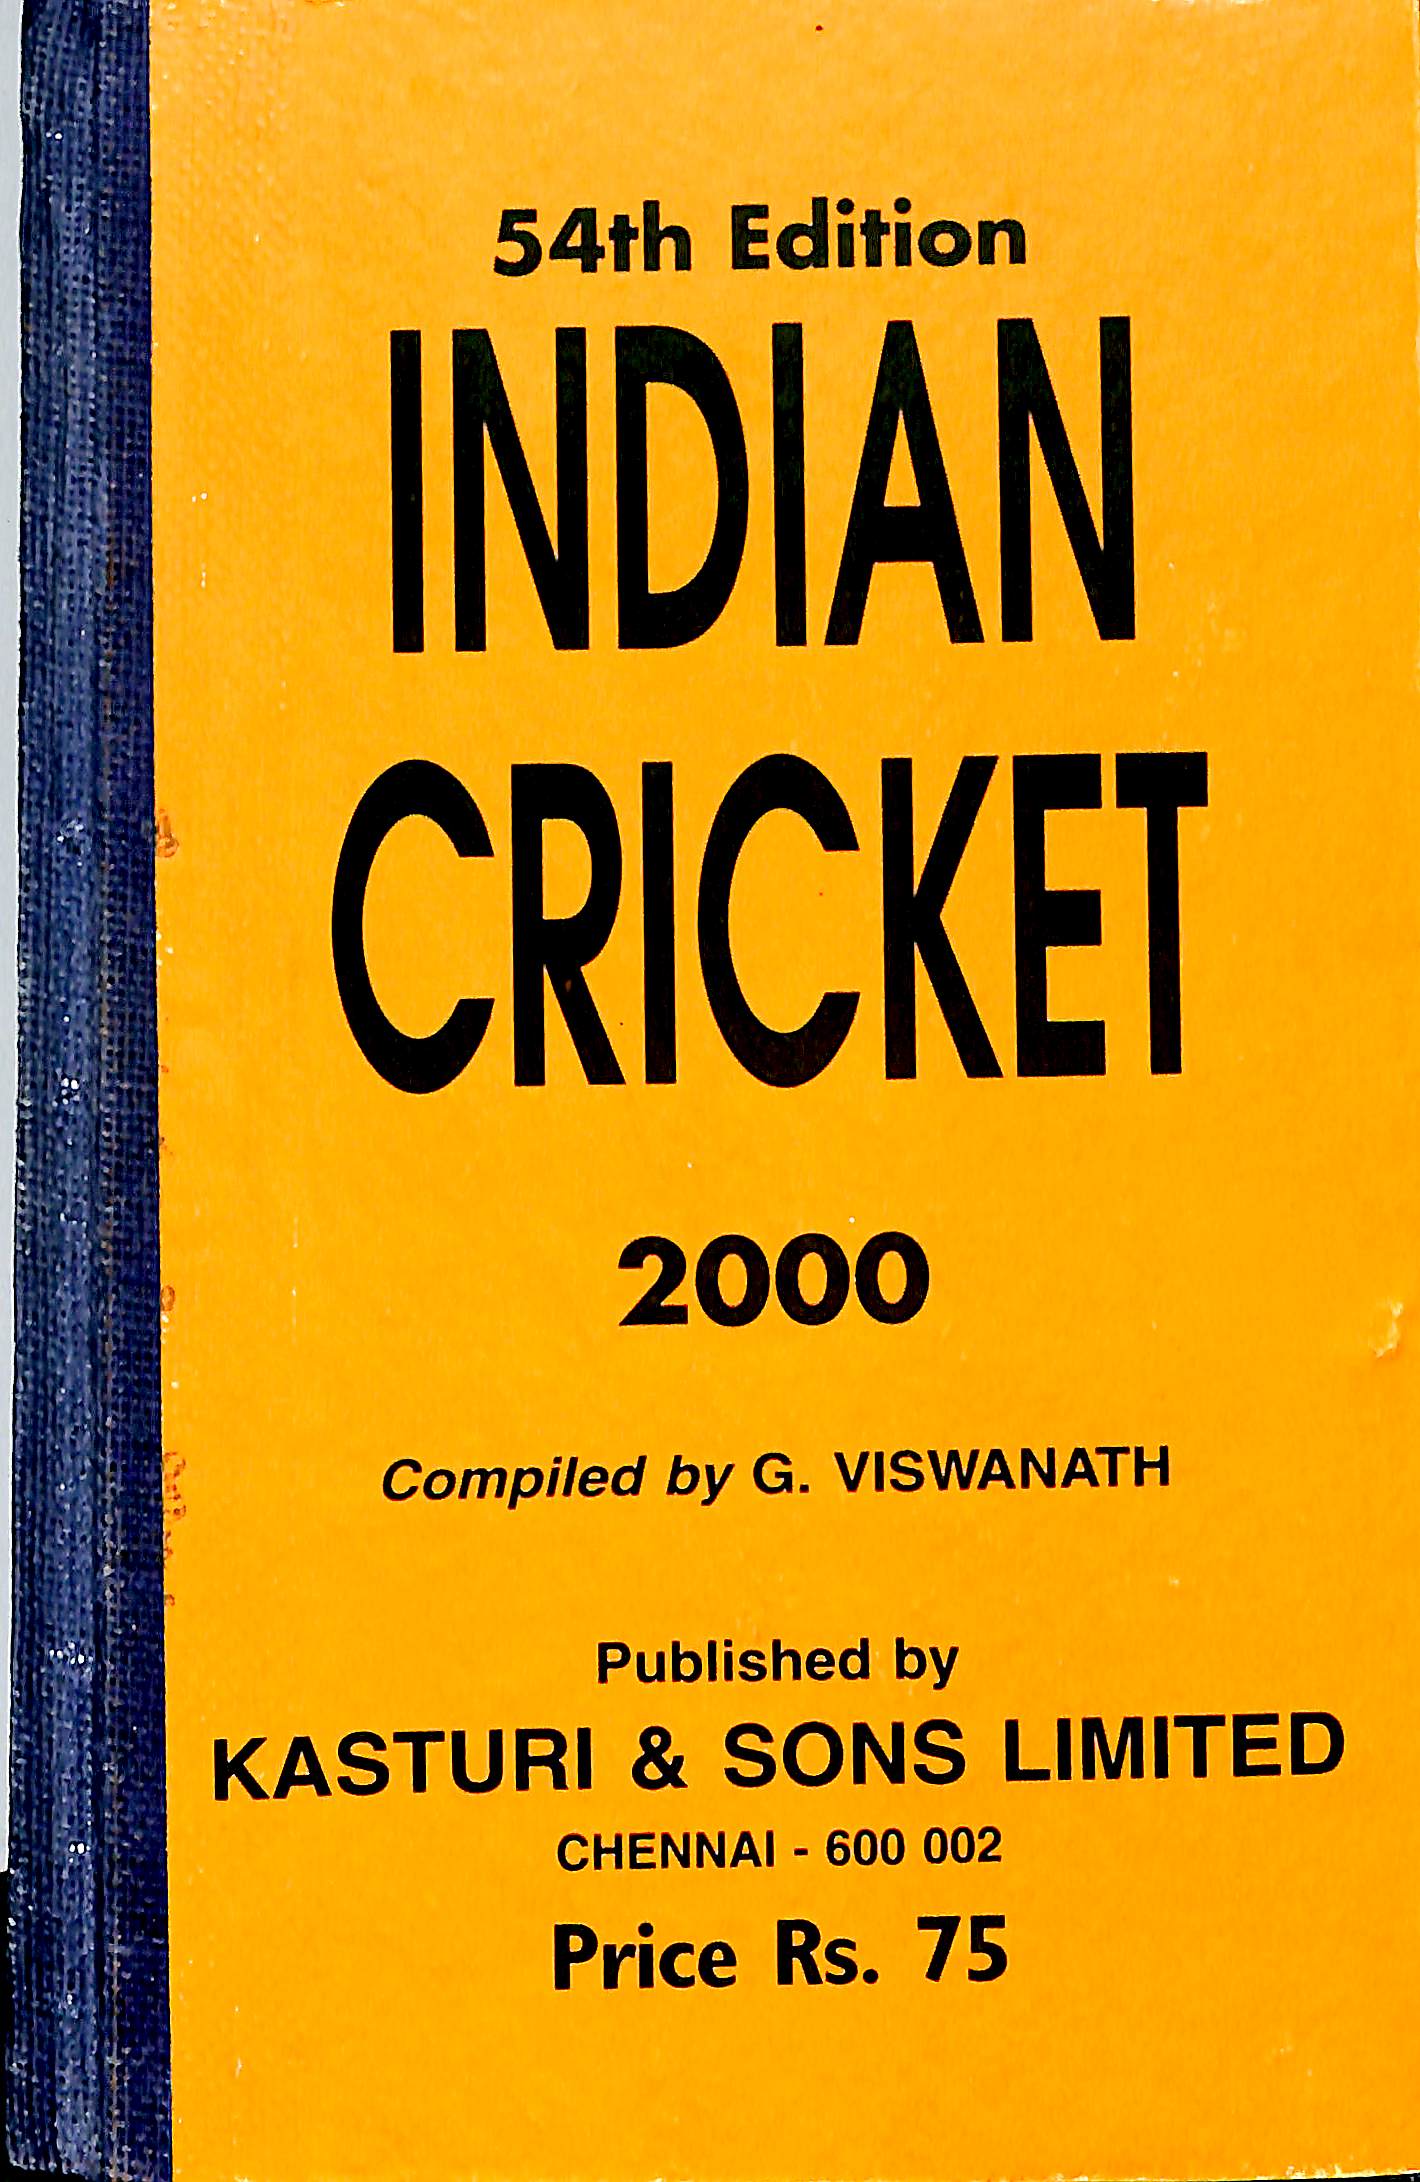 54th Edition
INDIAN
CRICKET
2000
Compiled by G. VISWANATH
Published by
KASTURI & SONS LIMITED
CHENNAI - 600 002
Price Rs. 75